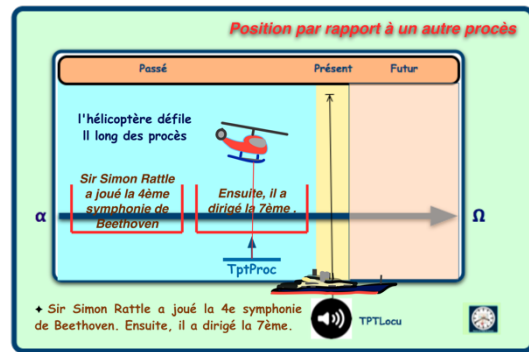 Position par rapport à un autre procès
Passé
Présent
Futur
l'hélicoptère défile
Il long des procès
Sir Simon Rattle
a joué la 4ème
symphonie de
Beethoven
Ensuite, il a
dirigé la 7ème .
α
Ω
TptProc
✦ Sir Simon Rattle a joué la 4e symphonie
de Beethoven. Ensuite, il a dirigé la 7ème.
TPTLocu